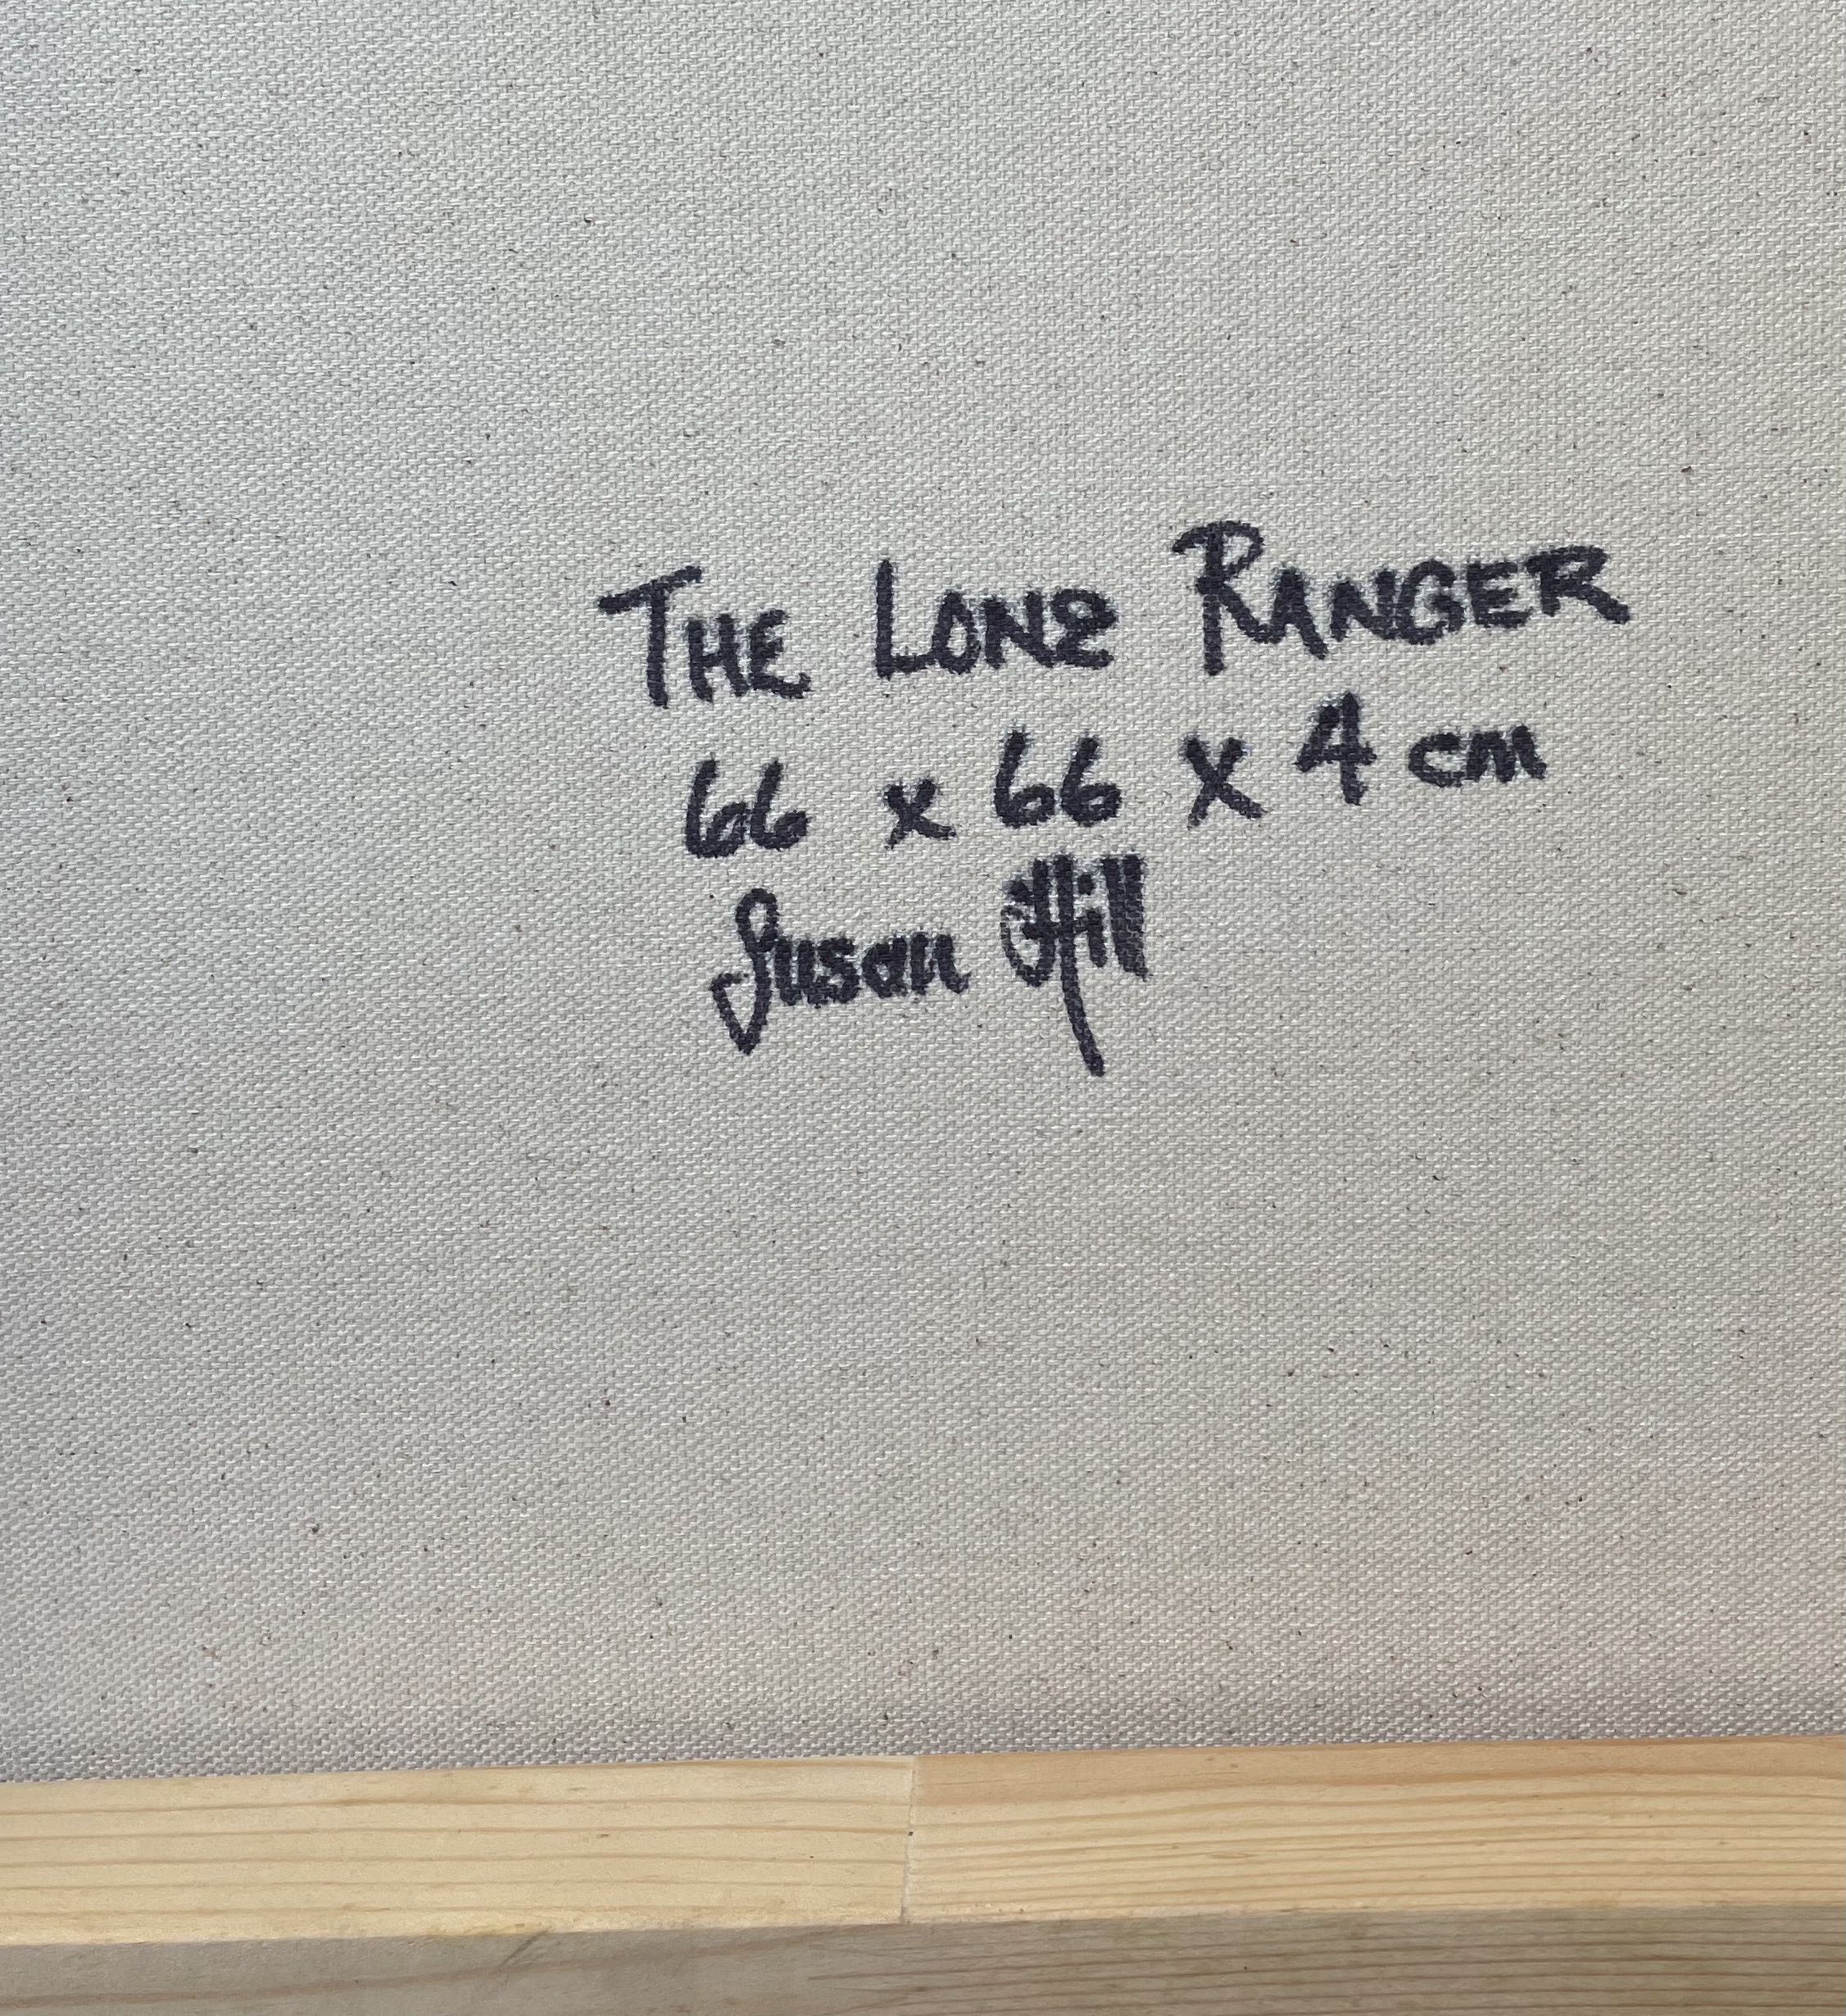 THE LONE RANGER
66 x 66 x 4 cm
Susan Hill